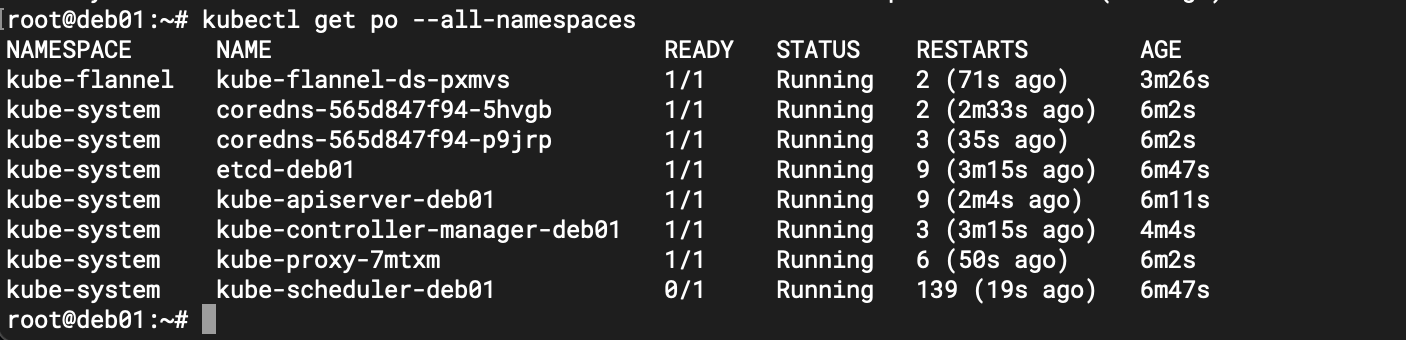 root@deb01:~# kubectl get po --all-namespaces
NAMESPACE NAME READY STATUS RESTARTS AGE
kube-flannel kube-flannel-ds-pxmvs 1/1 Running 2 (71s ago) 3m26s
kube-system coredns-565d847f94-5hvgb 1/1 Running 2 (2m33s ago) 6m2s
kube-system coredns-565d847f94-p9jrp 1/1 Running 3 (35s ago) 6m2s
kube-system etcd-deb01 1/1 Running 9 (3m15s ago) 6m47s
kube-system kube-apiserver-deb01 1/1 Running 9 (2m4s ago) 6m11s
kube-system kube-controller-manager-deb01 1/1 Running 3 (3m15s ago) 4m4s
kube-system kube-proxy-7mtxm 1/1 Running 6 (50s ago) 6m2s
kube-system kube-scheduler-deb01 0/1 Running 139 (19s ago) 6m47s
root@deb01:~#